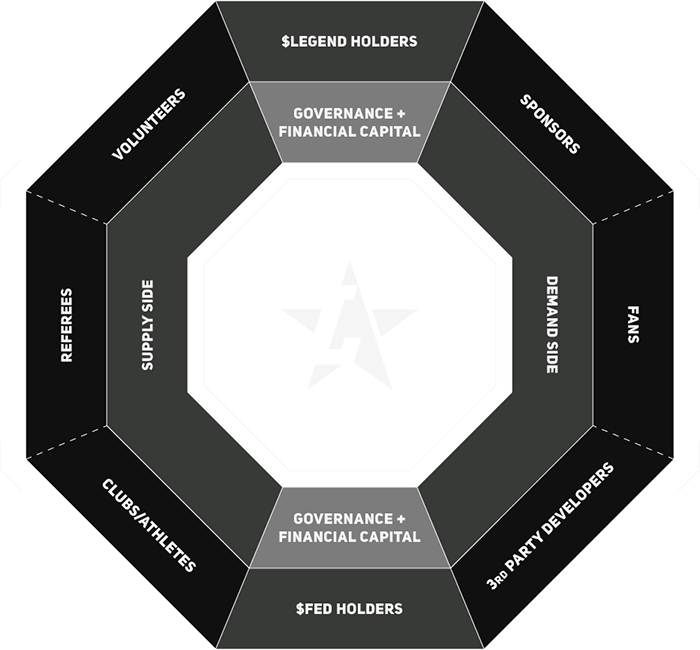 $LEGEND HOLDERS
GOVERNANCE +
FINANCIAL CAPITAL
VOLUNTEERS
SPONSORS
REFEREES
SUPPLY SIDE
DEMAND SIDE
FANS
CLUBS/ATHLETES
3RD PARTY DEVELOPERS
GOVERNANCE +
FINANCIAL CAPITAL
$FED HOLDERS